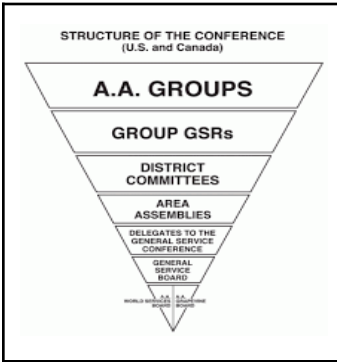 STRUCTURE OF THE CONFERENCE
(U.S. and Canada)
A.A. GROUPS
GROUP GSRs
DISTRICT
COMMITTEES
AREA
ASSEMBLIES
DELEGATES TO THE
GENERAL SERVICE
CONFERENCE
GENERAL
SERVICE
BOARD
A.A.
WORLD SERVICES
BOARD
A.A.
GRAPEVINE
BOARD